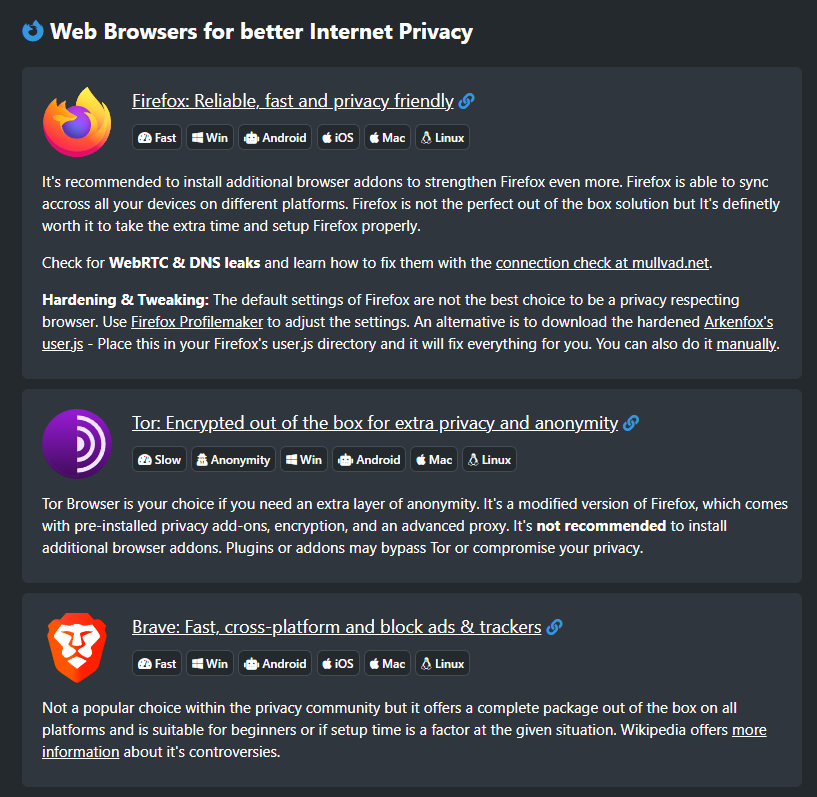 Web Browsers for better Internet Privacy
Firefox: Reliable, fast and privacy friendly
Fast Win Android iOS Mac Linux
It's recommended to install additional browser addons to strengthen Firefox even more. Firefox is able to sync
accross all your devices on different platforms. Firefox is not the perfect out of the box solution but It's definetly
worth it to take the extra time and setup Firefox properly.
Check for WebRTC & DNS leaks and learn how to fix them with the connection check at mullvad.net.
Hardening & Tweaking: The default settings of Firefox are not the best choice to be a privacy respecting
browser. Use Firefox Profilemaker to adjust the settings. An alternative is to download the hardened Arkenfox's
user.js - Place this in your Firefox's user.js directory and it will fix everything for you. You can also do it manually.
Tor: Encrypted out of the box for extra privacy and anonymity
Slow Anonymity Win Android Mac Linux
Tor Browser is your choice if you need an extra layer of anonymity. It's a modified version of Firefox, which comes
with pre-installed privacy add-ons, encryption, and an advanced proxy. It's not recommended to install
additional browser addons. Plugins or addons may bypass Tor or compromise your privacy.
Brave: Fast, cross-platform and block ads & trackers
Fast Win Android iOS Mac Linux
Not a popular choice within the privacy community but it offers a complete package out of the box on all
platforms and is suitable for beginners or if setup time is a factor at the given situation. Wikipedia offers more
information about it's controversies.